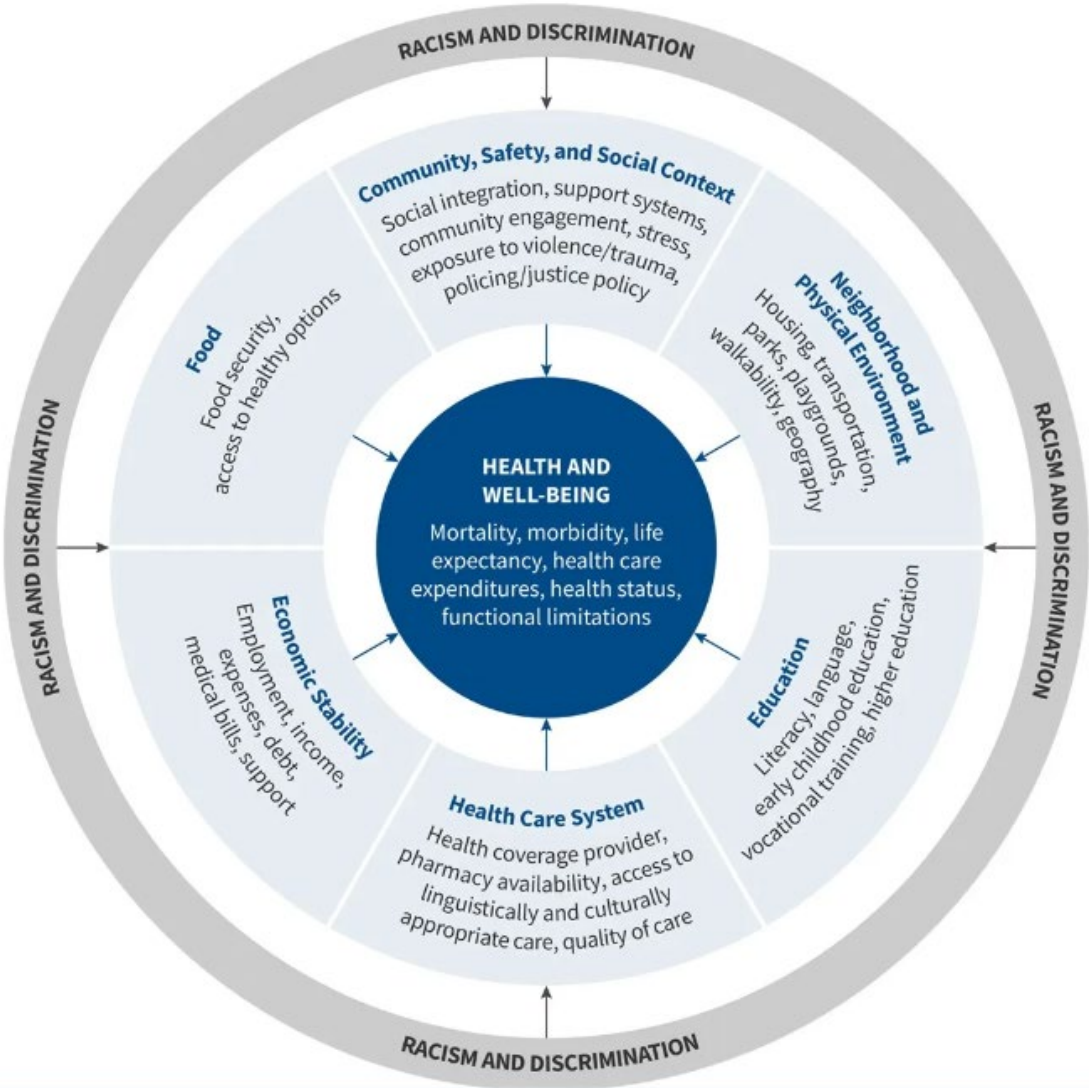 RACISM AND DISCRIMINATION
Community, Safety, and Social Context
Social integration, support systems,
community engagement, stress,
exposure to violence/trauma,
policing/justice policy
Neighborhood and
Physical Environment
Housing, transportation,
parks, playgrounds,
walkability, geography
Food
Food security,
access to healthy options
RACISM AND DISCRIMINATION
RACISM AND DISCRIMINATION
HEALTH AND
WELL-BEING
Mortality, morbidity, life
expectancy, health care
expenditures, health status,
functional limitations
Economic Stability
Employment, income,
expenses, debt,
medical bills, support
Education
Literacy, language,
early childhood education,
vocational training, higher education
Health Care System
Health coverage provider,
pharmacy availability, access to
linguistically and culturally
appropriate care, quality of care
RACISM AND DISCRIMINATION